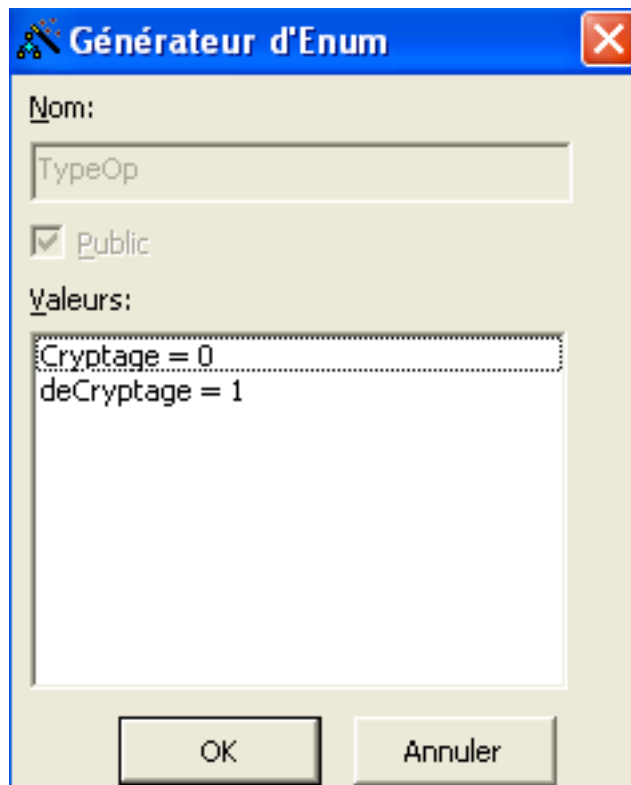 Générateur d'Enum
Nom:
TypeOp
Public
Valeurs:
Cryptage = 0
deCryptage = 1
OK
Annuler